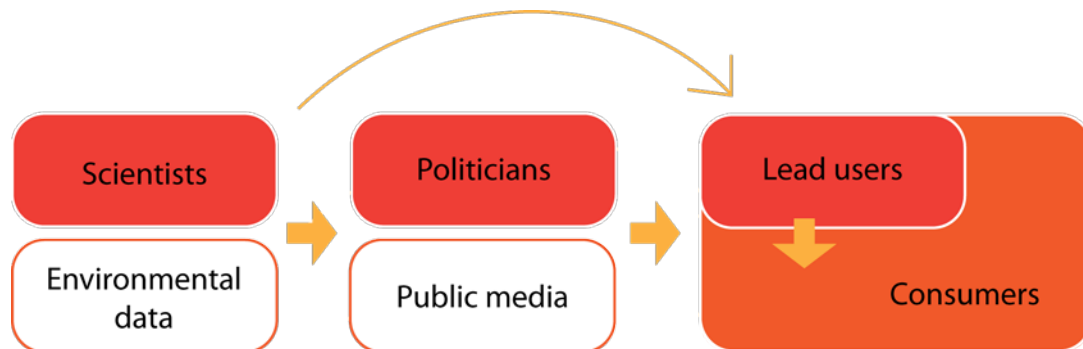 Scientists
Politicians
Lead users
Environmental
data
Public media
Consumers